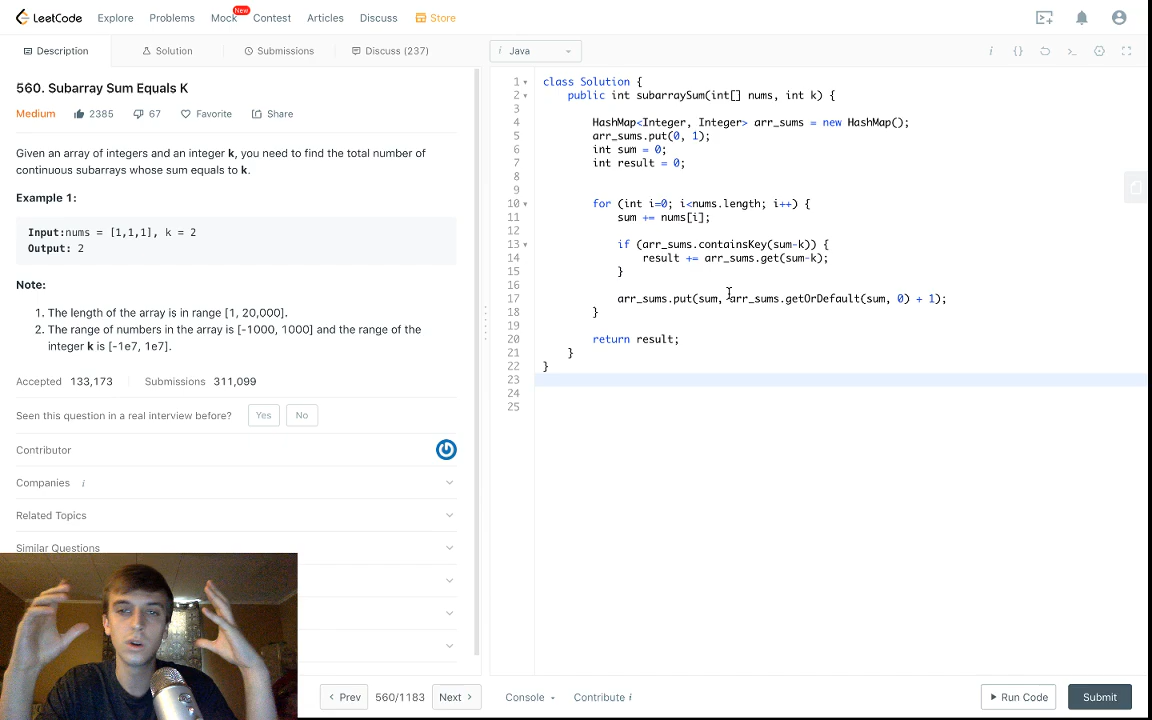 LeetCode Explore Problems Mock New Contest Articles Discuss Store
Description Solution Submissions Discuss (237)
560. Subarray Sum Equals K
Medium 2385 67 Favorite Share
Given an array of integers and an integer k, you need to find the total number of
continuous subarrays whose sum equals to k.
Example 1:
Input:nums = [1,1,1], k = 2
Output: 2
Note:
1. The length of the array is in range [1, 20,000].
2. The range of numbers in the array is [-1000, 1000] and the range of the
integer k is [-1e7, 1e7].
Accepted 133,173 Submissions 311,099
Seen this question in a real interview before? Yes No
Contributor
Companies i
Related Topics
Similar Questions
Prev 560/1183 Next
i Java
i {} >_
1 class Solution {
2 public int subarraySum(int[] nums, int k) {
3
4 HashMap<Integer, Integer> arr_sums = new HashMap();
5 arr_sums.put(0, 1);
6 int sum = 0;
7 int result = 0;
8
9
10 for (int i=0; i<nums.length; i++) {
11 sum += nums[i];
12
13 if (arr_sums.containsKey(sum-k)) {
14 result += arr_sums.get(sum-k);
15 }
16
17 arr_sums.put(sum, arr_sums.getOrDefault(sum, 0) + 1);
18 }
19
20 return result;
21 }
22 }
23
24
25
Console Contribute i Run Code Submit